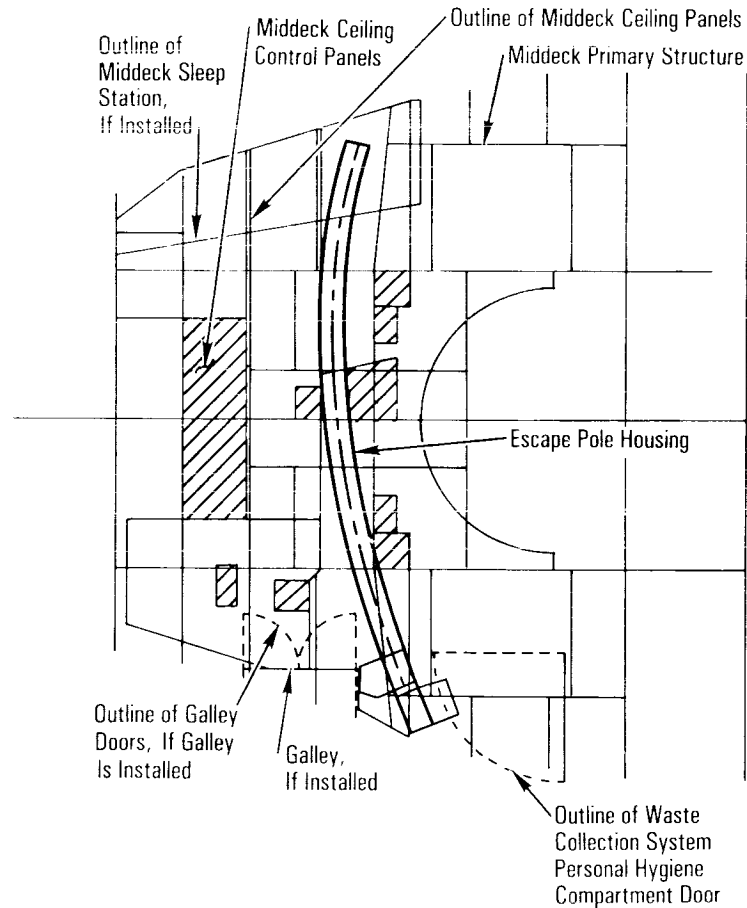 Outline of
Middeck Sleep
Station,
If Installed
Middeck Ceiling
Control Panels
Outline of Middeck Ceiling Panels
Middeck Primary Structure
Escape Pole Housing
Outline of Galley
Doors, If Galley
Is Installed
Galley,
If Installed
Outline of Waste
Collection System
Personal Hygiene
Compartment Door